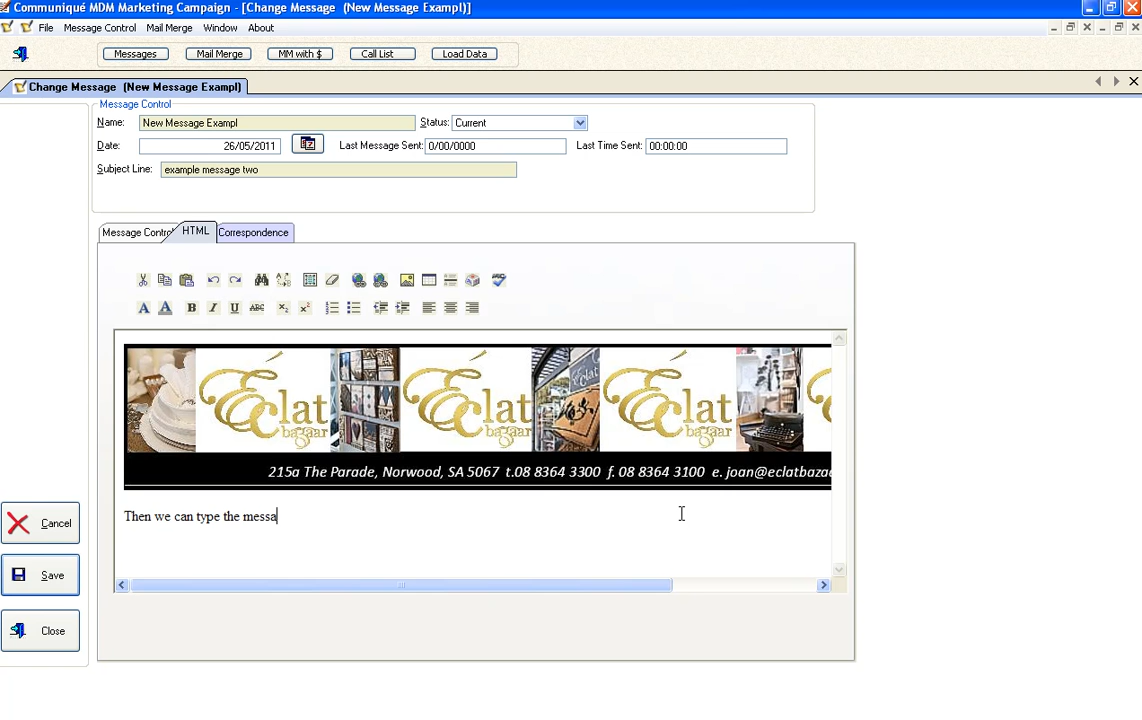 Communiqué MDM Marketing Campaign - [Change Message (New Message Exampl)]
File Message Control Mail Merge Window About
Messages Mail Merge MM with $ Call List Load Data
Change Message (New Message Exampl)
Message Control
Name: New Message Exampl Status: Current
Date: 26/05/2011 Last Message Sent: 0/00/0000 Last Time Sent: 00:00:00
Subject Line: example message two
Message Control HTML Correspondence
A A B I U ABC
Éclat bazaar Éclat bazaar Éclat Éclat bazaar
215a The Parade, Norwood, SA 5067 t.08 8364 3300 f. 08 8364 3100 e. joan@eclatbazaa
Then we can type the messa
Cancel
Save
Close